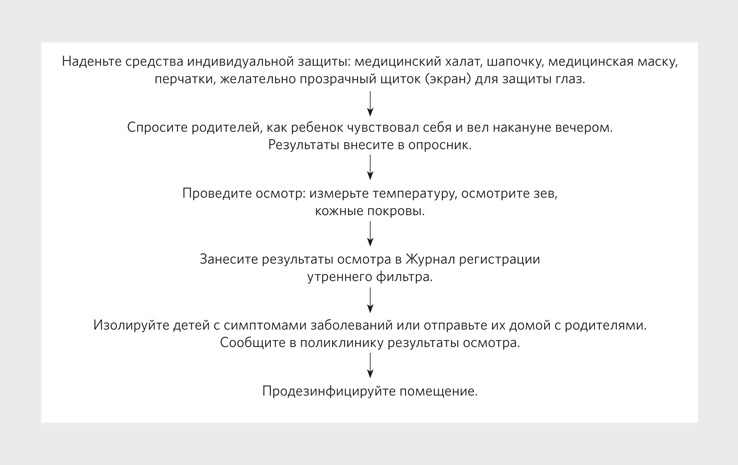 Наденьте средства индивидуальной защиты: медицинский халат, шапочку, медицинская маску,
перчатки, желательно прозрачный щиток (экран) для защиты глаз.
Спросите родителей, как ребенок чувствовал себя и вел накануне вечером.
Результаты внесите в опросник.
Проведите осмотр: измерьте температуру, осмотрите зев,
кожные покровы.
Занесите результаты осмотра в Журнал регистрации
утреннего фильтра.
Изолируйте детей с симптомами заболеваний или отправьте их домой с родителями.
Сообщите в поликлинику результаты осмотра.
Продезинфицируйте помещение.